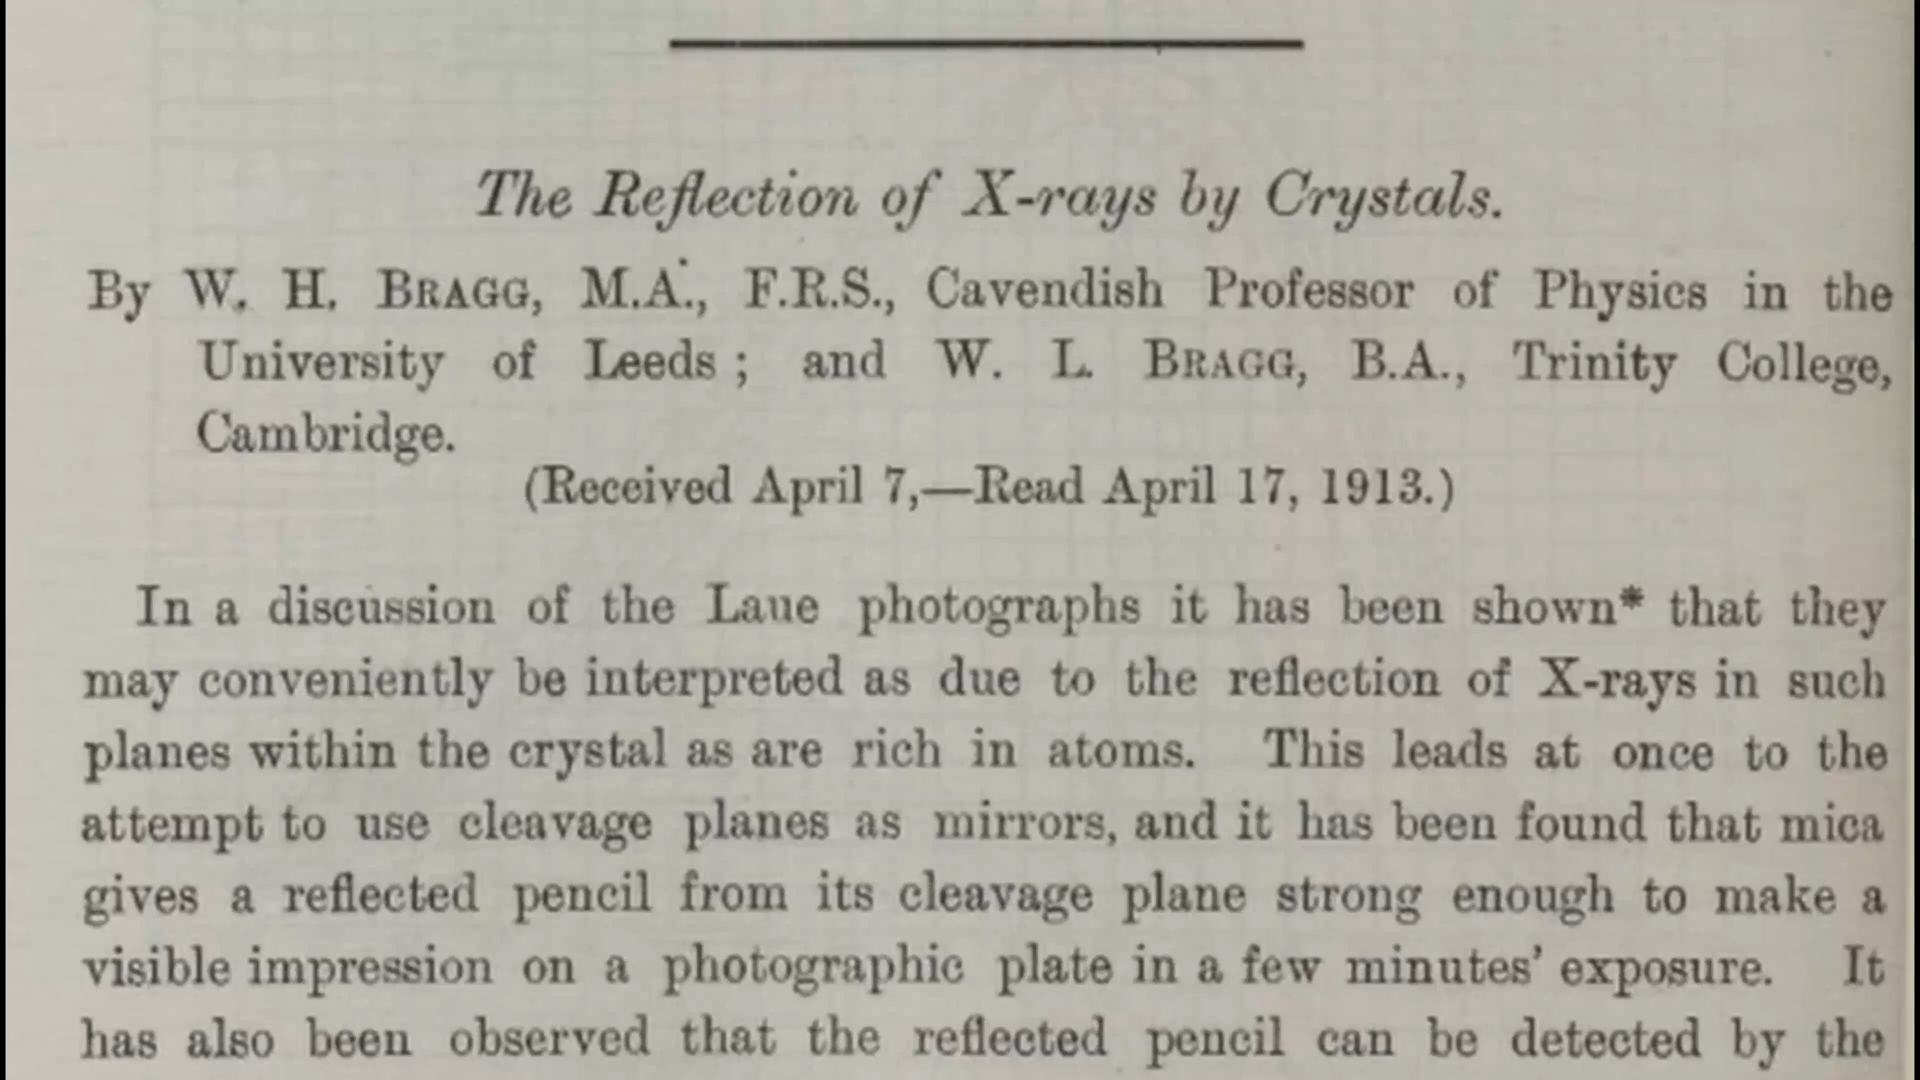 The Reflection of X-rays by Crystals.
By W. H. BRAGG, M.A., F.R.S., Cavendish Professor of Physics in the
University of Leeds; and W. L. BRAGG, B.A., Trinity College,
Cambridge.
(Received April 7,—Read April 17, 1913.)
In a discussion of the Laue photographs it has been shown* that they
may conveniently be interpreted as due to the reflection of X-rays in such
planes within the crystal as are rich in atoms. This leads at once to the
attempt to use cleavage planes as mirrors, and it has been found that mica
gives a reflected pencil from its cleavage plane strong enough to make a
visible impression on a photographic plate in a few minutes' exposure. It
has also been observed that the reflected pencil can be detected by the